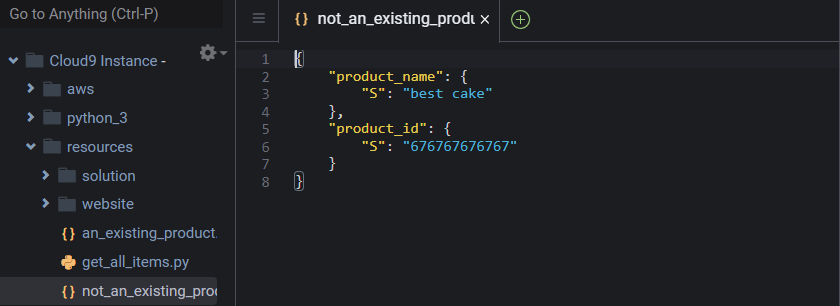 Go to Anything (Ctrl-P)
Cloud9 Instance -
aws
python_3
resources
solution
website
{} an_existing_product.
get_all_items.py
{} not_an_existing_pro
{} not_an_existing_produ ×
1 {
2 "product_name": {
3 "S": "best cake"
4 },
5 "product_id": {
6 "S": "676767676767"
7 }
8 }